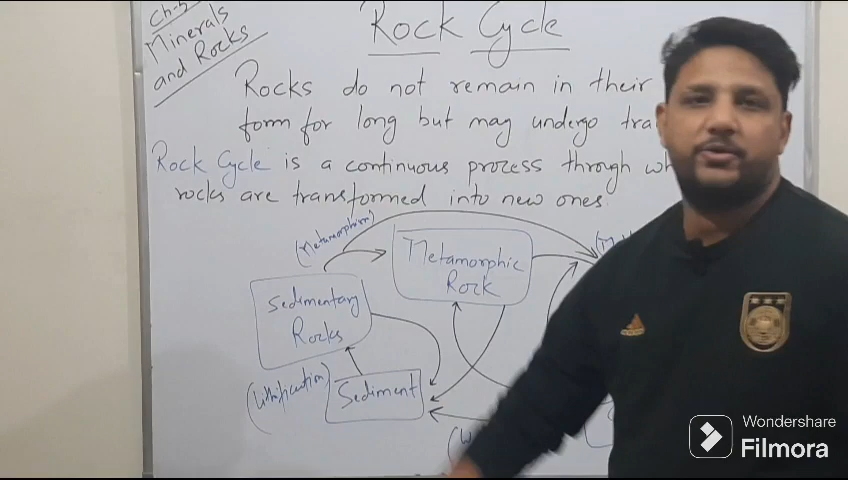 Ch-5
Minerals
and Rocks
Rock Cycle
Rocks do not remain in their
form for long but may undergo
Rock Cycle is a continuous process through
rocks are transformed into new ones.
(Metamorphism)
Metamorphic
Rock
Sedimentary
Rocks
(Lithification)
Sediment
Wondershare
Filmora